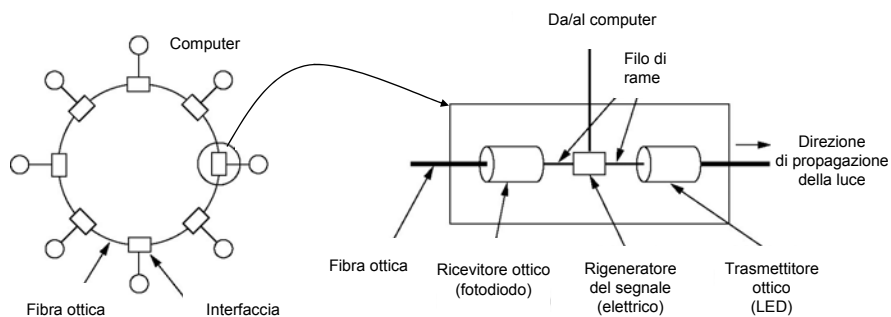 Computer
Fibra ottica
Interfaccia
Da/al computer
Filo di
rame
Direzione
di propagazione
della luce
Fibra ottica
Ricevitore ottico
(fotodiodo)
Rigeneratore
del segnale
(elettrico)
Trasmettitore
ottico
(LED)